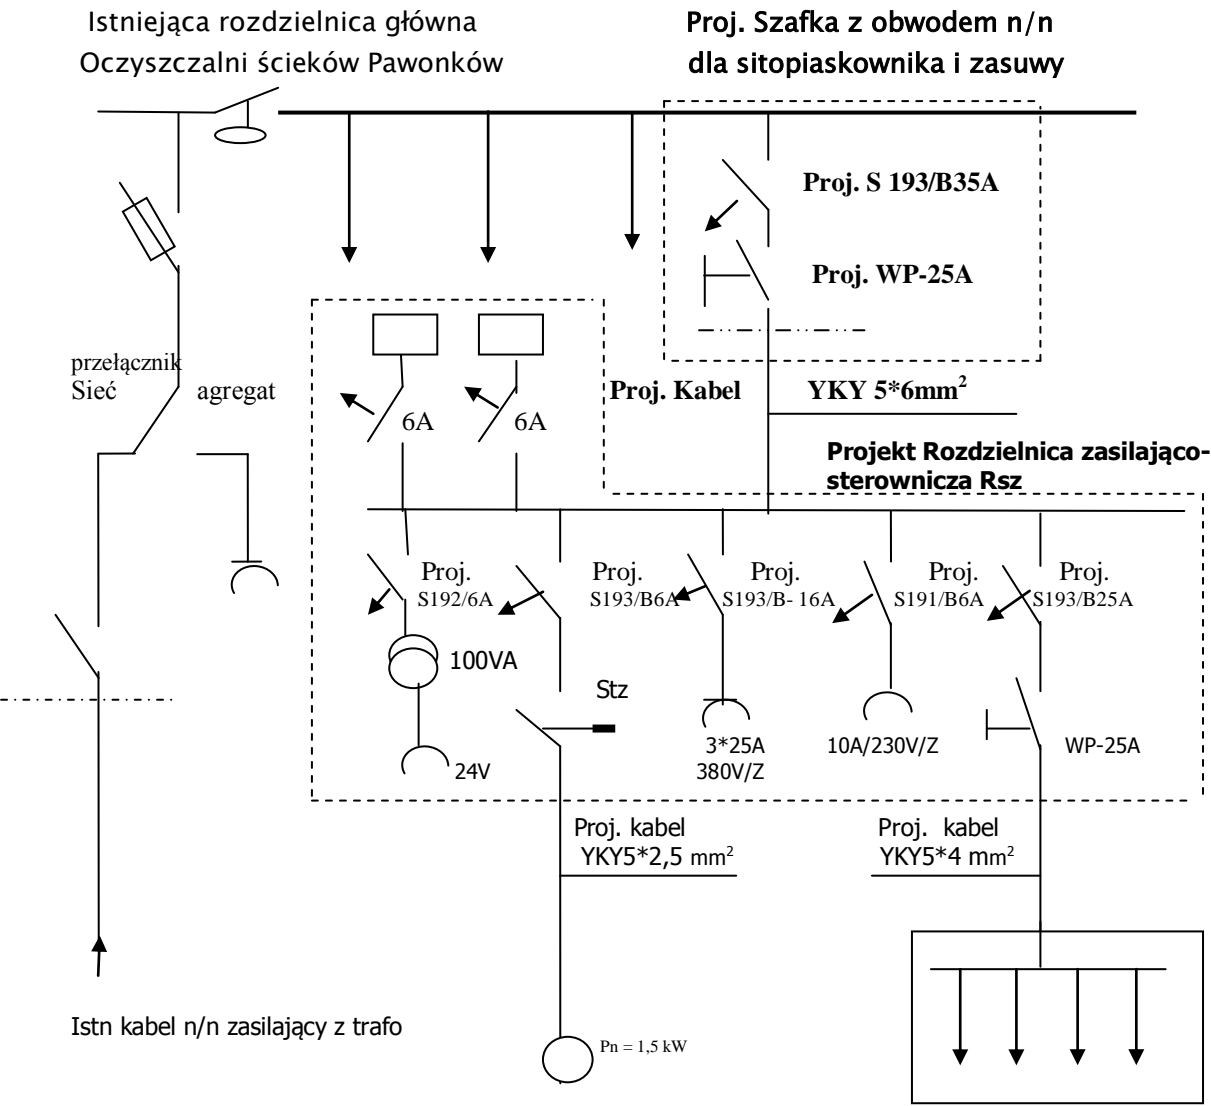 Istniejąca rozdzielnica główna
Oczyszczalni ścieków Pawonków
Proj. Szafka z obwodem n/n
dla sitopiaskownika i zasuwy
Proj. S 193/B35A
Proj. WP-25A
przełącznik
Sieć
agregat
6A
6A
Proj. Kabel
YKY 5*6mm²
Projekt Rozdzielnica zasilająco-
sterownicza Rsz
Proj.
S192/6A
Proj.
S193/B6A
Proj.
S193/B- 16A
Proj.
S191/B6A
Proj.
S193/B25A
100VA
Stz
24V
3*25A
380V/Z
10A/230V/Z
WP-25A
Proj. kabel
YKY5*2,5 mm²
Proj. kabel
YKY5*4 mm²
Istn kabel n/n zasilający z trafo
Pn = 1,5 kW